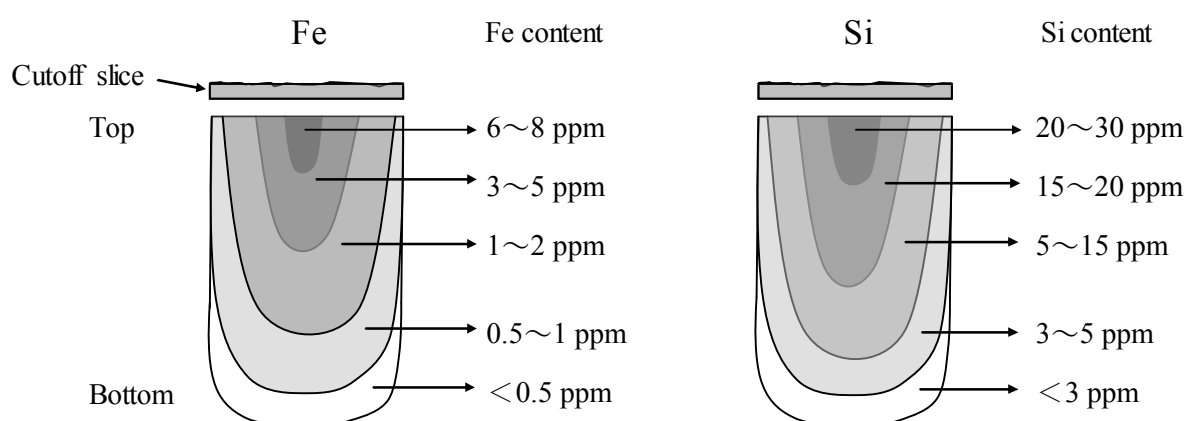 Fe
Fe content
Si
Si content
Cutoff slice
Top
6～8 ppm
20～30 ppm
3～5 ppm
15～20 ppm
1～2 ppm
5～15 ppm
0.5～1 ppm
3～5 ppm
Bottom
＜0.5 ppm
＜3 ppm